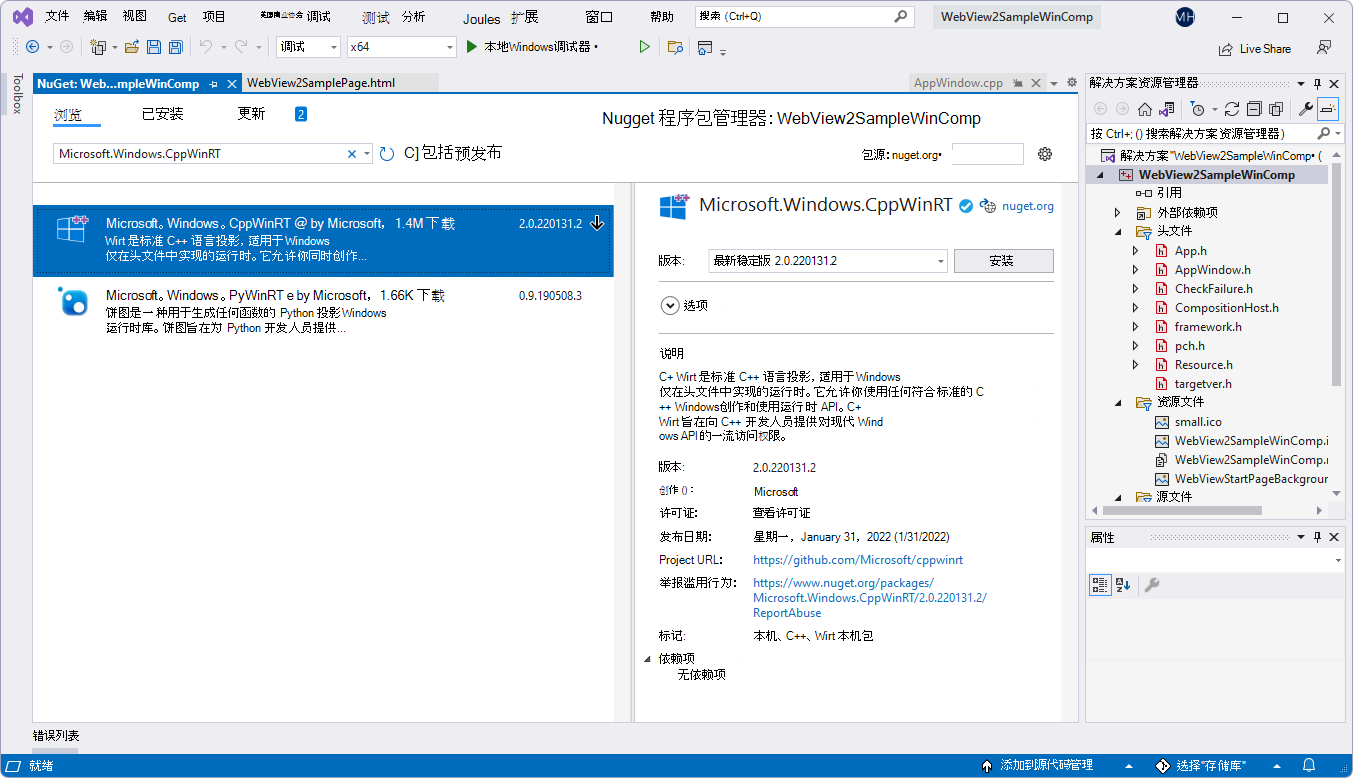 文件 编辑 视图 Get 项目 调试 测试 分析 Joules 扩展 窗口 帮助 搜索 (Ctrl+Q) WebView2SampleWinComp MH
调试 x64 本地Windows调试器 • Live Share
Toolbox
NuGet: Web...mpleWinComp WebView2SamplePage.html AppWindow.cpp
浏览 已安装 更新 2 Nugget 程序包管理器: WebView2SampleWinComp
Microsoft.Windows.CppWinRT C] 包括预发布 包源: nuget.org•
Microsoft。Windows。CppWinRT @ by Microsoft, 1.4M 下载 2.0.220131.2
Wirt 是标准 C++ 语言投影, 适用于 Windows
仅在头文件中实现的运行时。它允许你同时创作...
Microsoft。Windows。PyWinRT e by Microsoft, 1.66K 下载 0.9.190508.3
饼图是一种用于生成任何函数的 Python 投影Windows
运行时库。饼图旨在为 Python 开发人员提供...
Microsoft.Windows.CppWinRT nuget.org
版本: 最新稳定版 2.0.220131.2 安装
选项
说明
C+ Wirt 是标准 C++ 语言投影, 适用于Windows
仅在头文件中实现的运行时。它允许你使用任何符合标准的 C
++ Windows创作和使用运行时 API。C+
Wirt 旨在向 C++ 开发人员提供对现代 Wind
ows API 的一流访问权限。
版本: 2.0.220131.2
创作 () : Microsoft
许可证: 查看许可证
发布日期: 星期一, January 31, 2022 (1/31/2022)
Project URL: https://github.com/Microsoft/cppwinrt
举报滥用行为: https://www.nuget.org/packages/
Microsoft.Windows.CppWinRT/2.0.220131.2/
ReportAbuse
标记: 本机、C++、Wirt 本机包
依赖项
无依赖项
解决方案资源管理器
按 Ctrl+; () 搜索解决方案资源管理器)
解决方案"WebView2SampleWinComp• (
WebView2SampleWinComp
引用
外部依赖项
头文件
App.h
AppWindow.h
CheckFailure.h
CompositionHost.h
framework.h
pch.h
Resource.h
targetver.h
资源文件
small.ico
WebView2SampleWinComp.i
WebView2SampleWinComp.r
WebViewStartPageBackgrour
源文件
属性
错误列表
就绪 添加到源代码管理 选择"存储库"